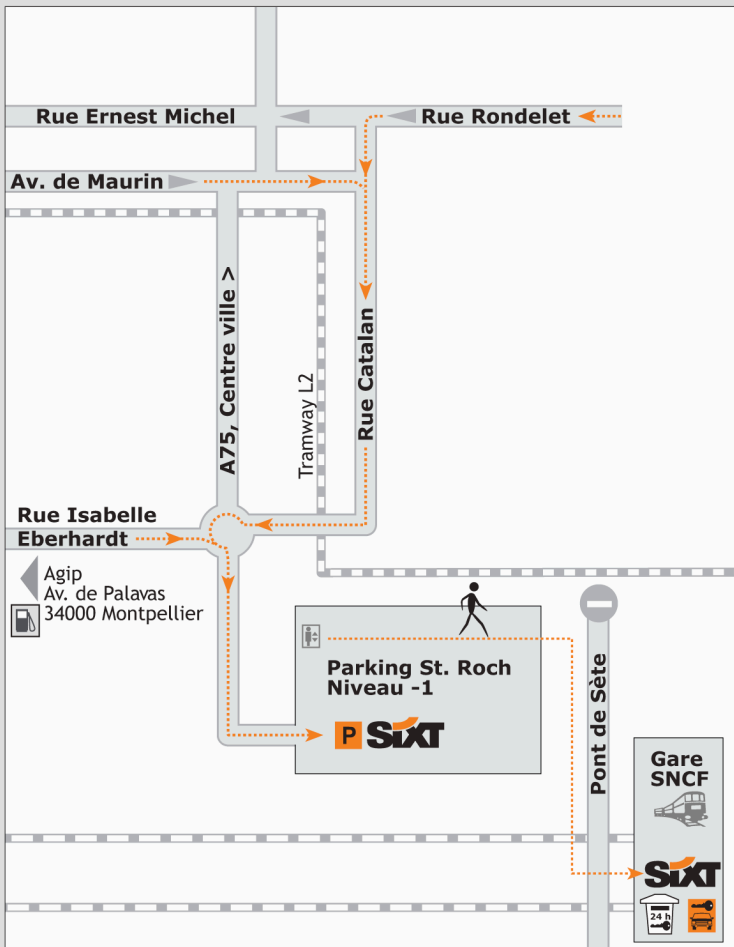 Rue Ernest Michel
Rue Rondelet
Av. de Maurin
A75, Centre ville >
Tramway L2
Rue Catalan
Rue Isabelle
Eberhardt
Agip
Av. de Palavas
34000 Montpellier
Parking St. Roch
Niveau -1
P SIXT
Pont de Sète
Gare
SNCF
SIXT
24 h